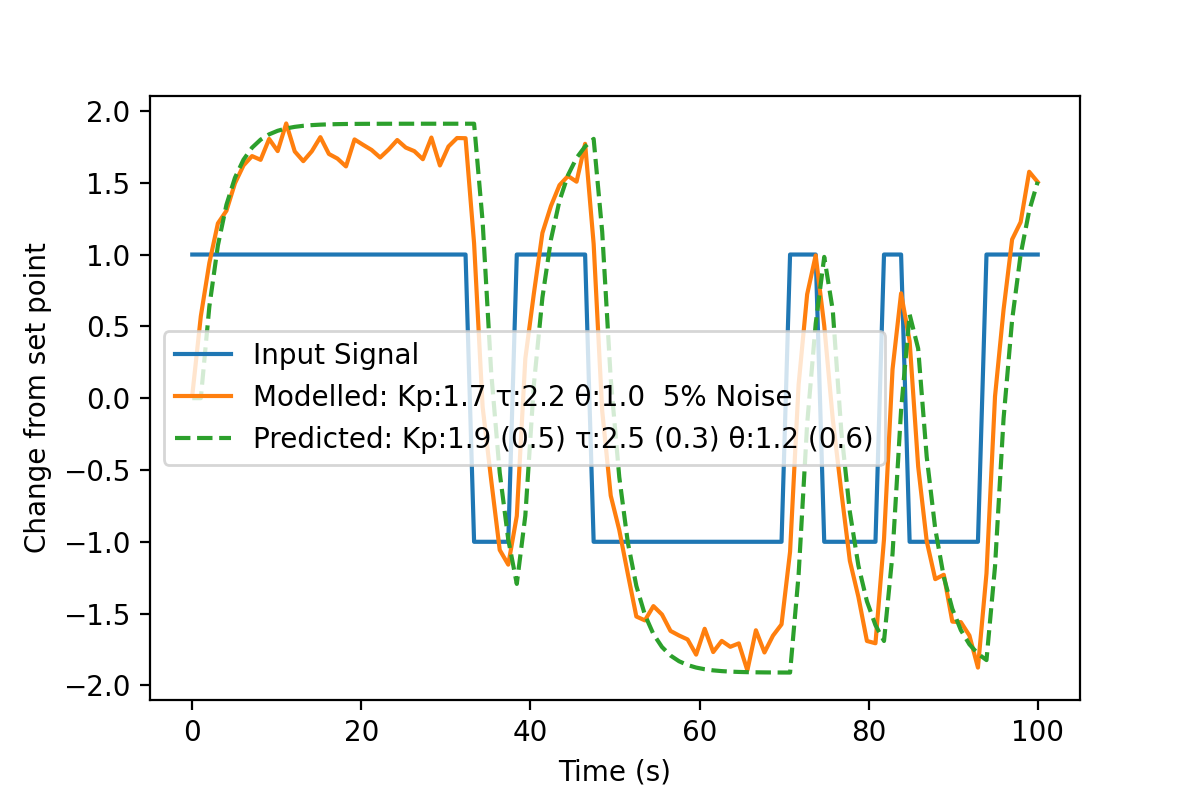 2.0
1.5
1.0
0.5
0.0
−0.5
−1.0
−1.5
−2.0
Change from set point
Input Signal
Modelled: Kp:1.7 τ:2.2 θ:1.0  5% Noise
Predicted: Kp:1.9 (0.5) τ:2.5 (0.3) θ:1.2 (0.6)
0 20 40 60 80 100
Time (s)